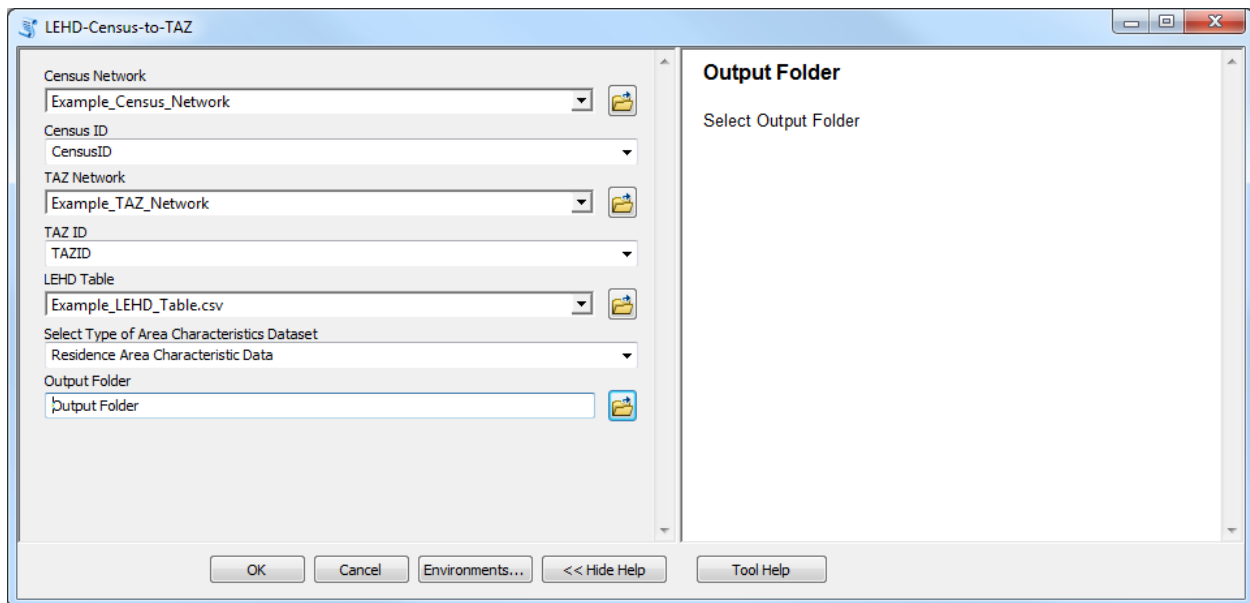 LEHD-Census-to-TAZ
Census Network
Example_Census_Network
Census ID
CensusID
TAZ Network
Example_TAZ_Network
TAZ ID
TAZID
LEHD Table
Example_LEHD_Table.csv
Select Type of Area Characteristics Dataset
Residence Area Characteristic Data
Output Folder
Output Folder
Output Folder
Select Output Folder
OK
Cancel
Environments...
<< Hide Help
Tool Help